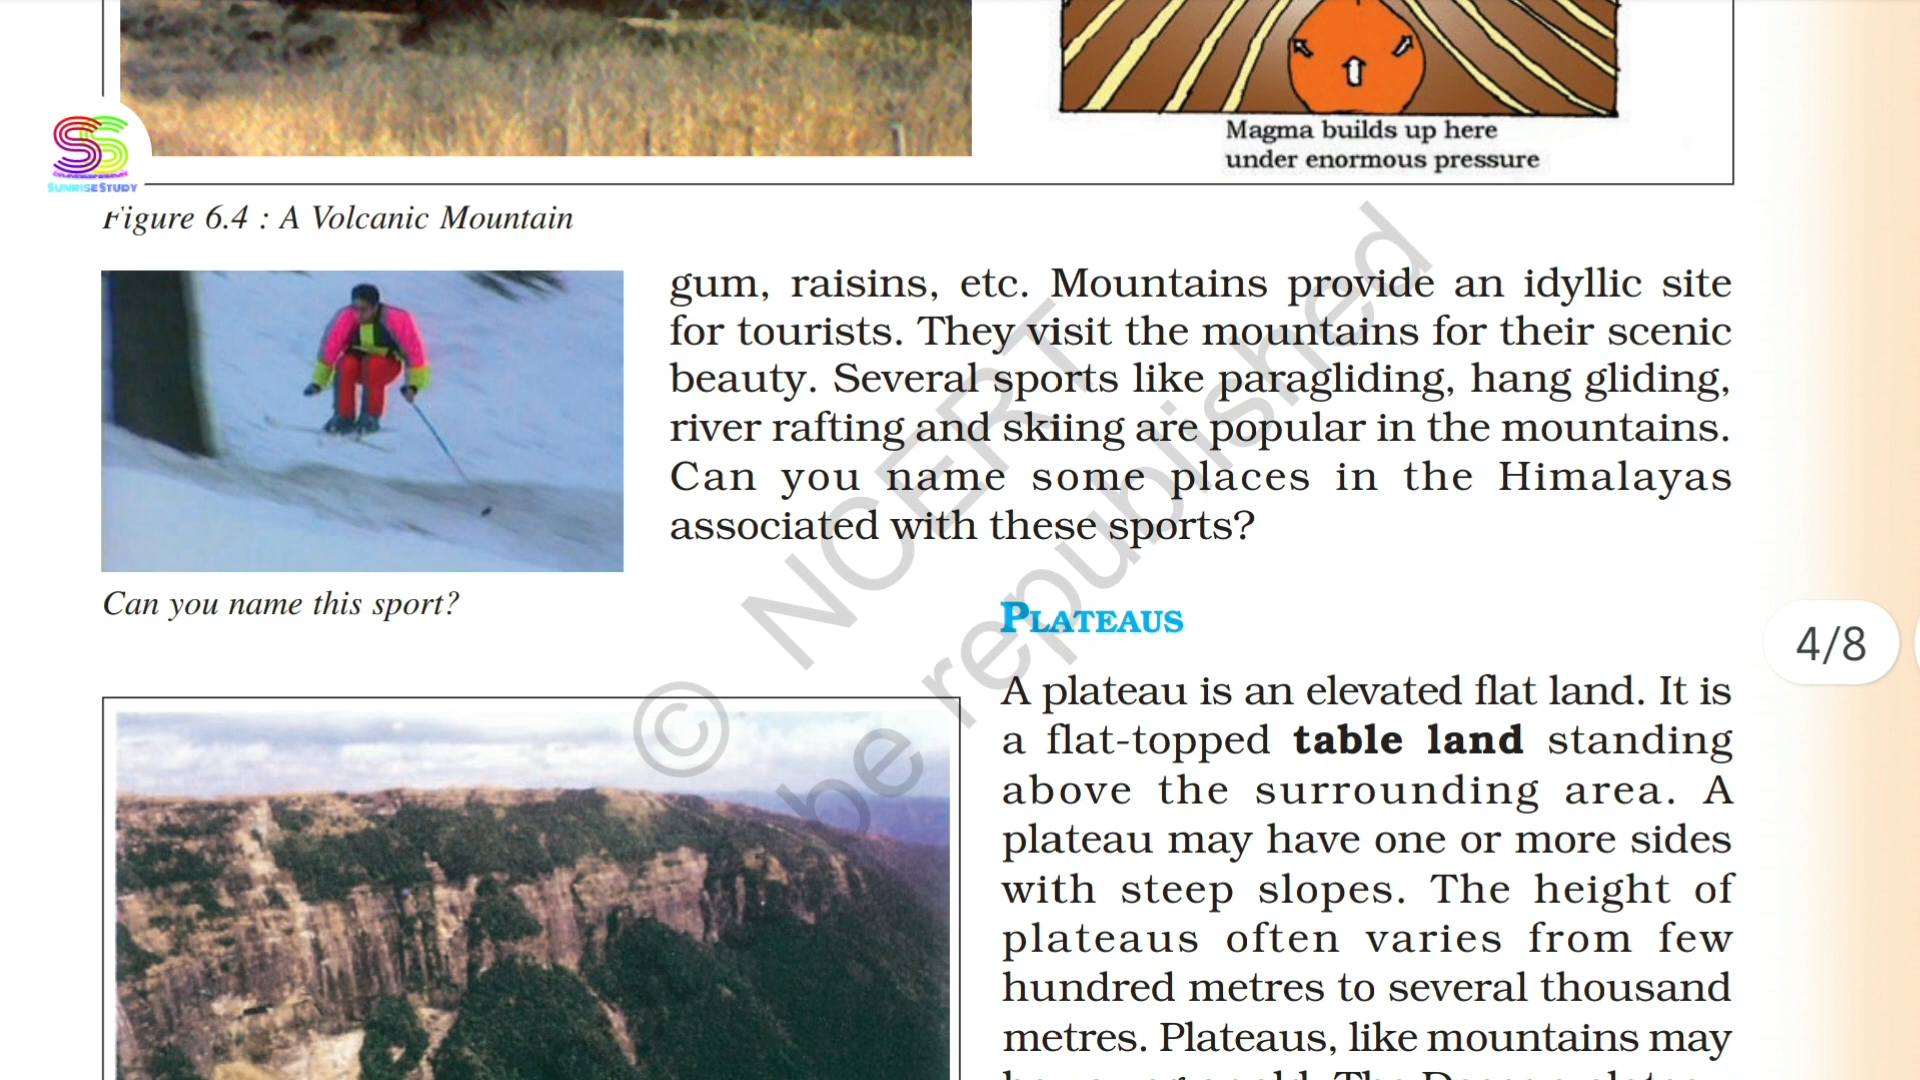 Magma builds up here
under enormous pressure
SUNRISE STUDY
Figure 6.4 : A Volcanic Mountain
gum, raisins, etc. Mountains provide an idyllic site
for tourists. They visit the mountains for their scenic
beauty. Several sports like paragliding, hang gliding,
river rafting and skiing are popular in the mountains.
Can you name some places in the Himalayas
associated with these sports?
Can you name this sport?
PLATEAUS
4/8
A plateau is an elevated flat land. It is
a flat-topped table land standing
above the surrounding area. A
plateau may have one or more sides
with steep slopes. The height of
plateaus often varies from few
hundred metres to several thousand
metres. Plateaus, like mountains may
© NCERT
be republished